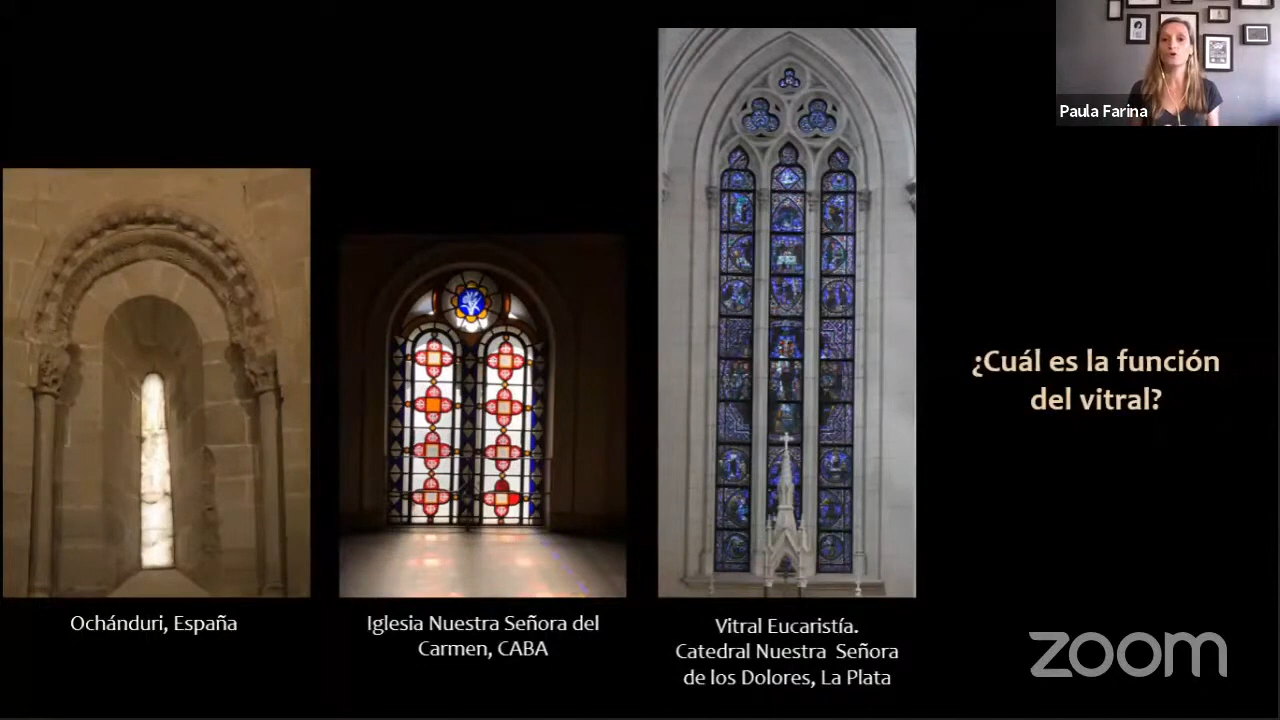 Paula Farina
¿Cuál es la función
del vitral?
Ochánduri, España
Iglesia Nuestra Señora del
Carmen, CABA
Vitral Eucaristía.
Catedral Nuestra Señora
de los Dolores, La Plata
zoom